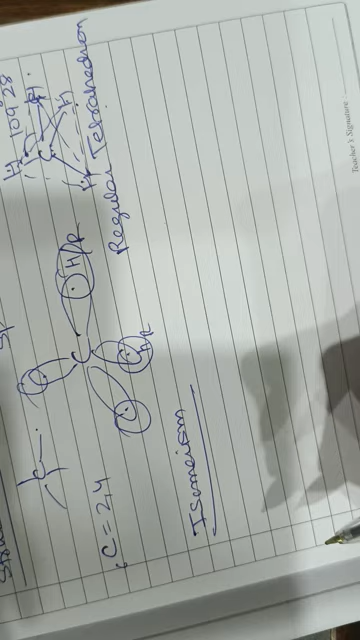 109°28'
H
H
H
H
C
Regular Tetrahedron
C
C
H/R
H/R
6C = 2,4
Isomerism
Teacher's Signature